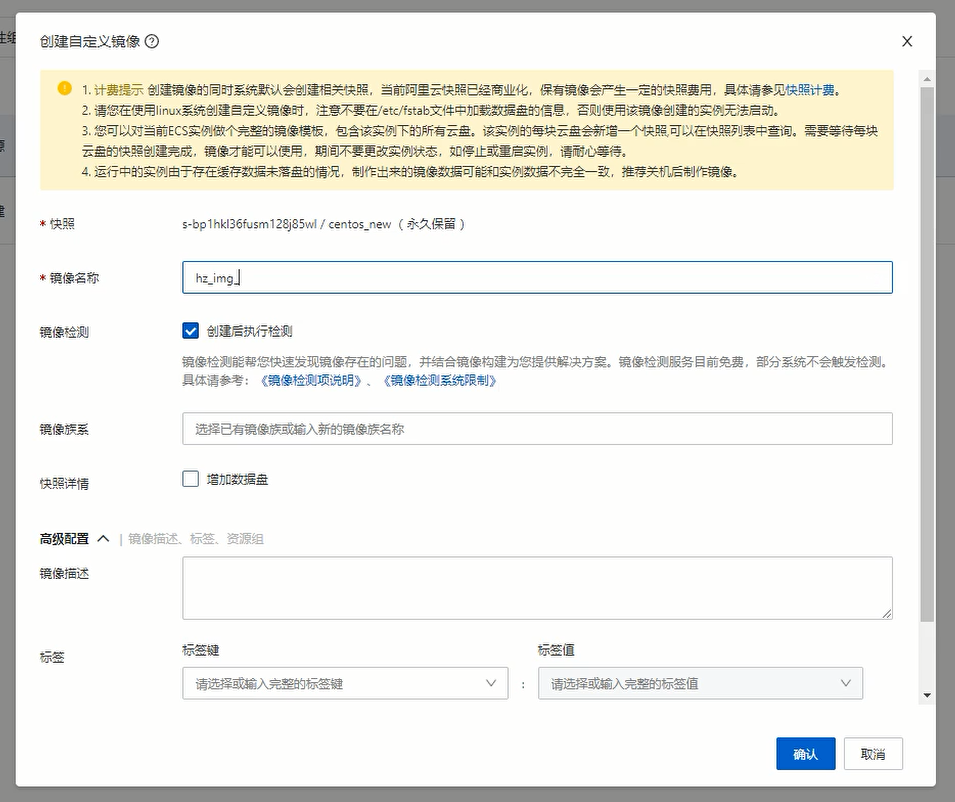 创建自定义镜像
1. 计费提示 创建镜像的同时系统默认会创建相关快照，当前阿里云快照已经商业化，保有镜像会产生一定的快照费用，具体请参见快照计费。
2. 请您在使用linux系统创建自定义镜像时，注意不要在/etc/fstab文件中加载数据盘的信息，否则使用该镜像创建的实例无法启动。
3. 您可以对当前ECS实例做个完整的镜像模板，包含该实例下的所有云盘。该实例的每块云盘会新增一个快照,可以在快照列表中查询。需要等待每块
云盘的快照创建完成，镜像才能可以使用，期间不要更改实例状态，如停止或重启实例，请耐心等待。
4. 运行中的实例由于存在缓存数据未落盘的情况，制作出来的镜像数据可能和实例数据不完全一致，推荐关机后制作镜像。
* 快照
s-bp1hkl36fusm128j85wl / centos_new （ 永久保留 ）
* 镜像名称
hz_img_
镜像检测
创建后执行检测
镜像检测能帮您快速发现镜像存在的问题，并结合镜像构建为您提供解决方案。镜像检测服务目前免费，部分系统不会触发检测。
具体请参考：《镜像检测项说明》、《镜像检测系统限制》
镜像族系
选择已有镜像族或输入新的镜像族名称
快照详情
增加数据盘
高级配置 | 镜像描述、标签、资源组
镜像描述
标签
标签键 标签值
请选择或输入完整的标签键 : 请选择或输入完整的标签值
确认 取消